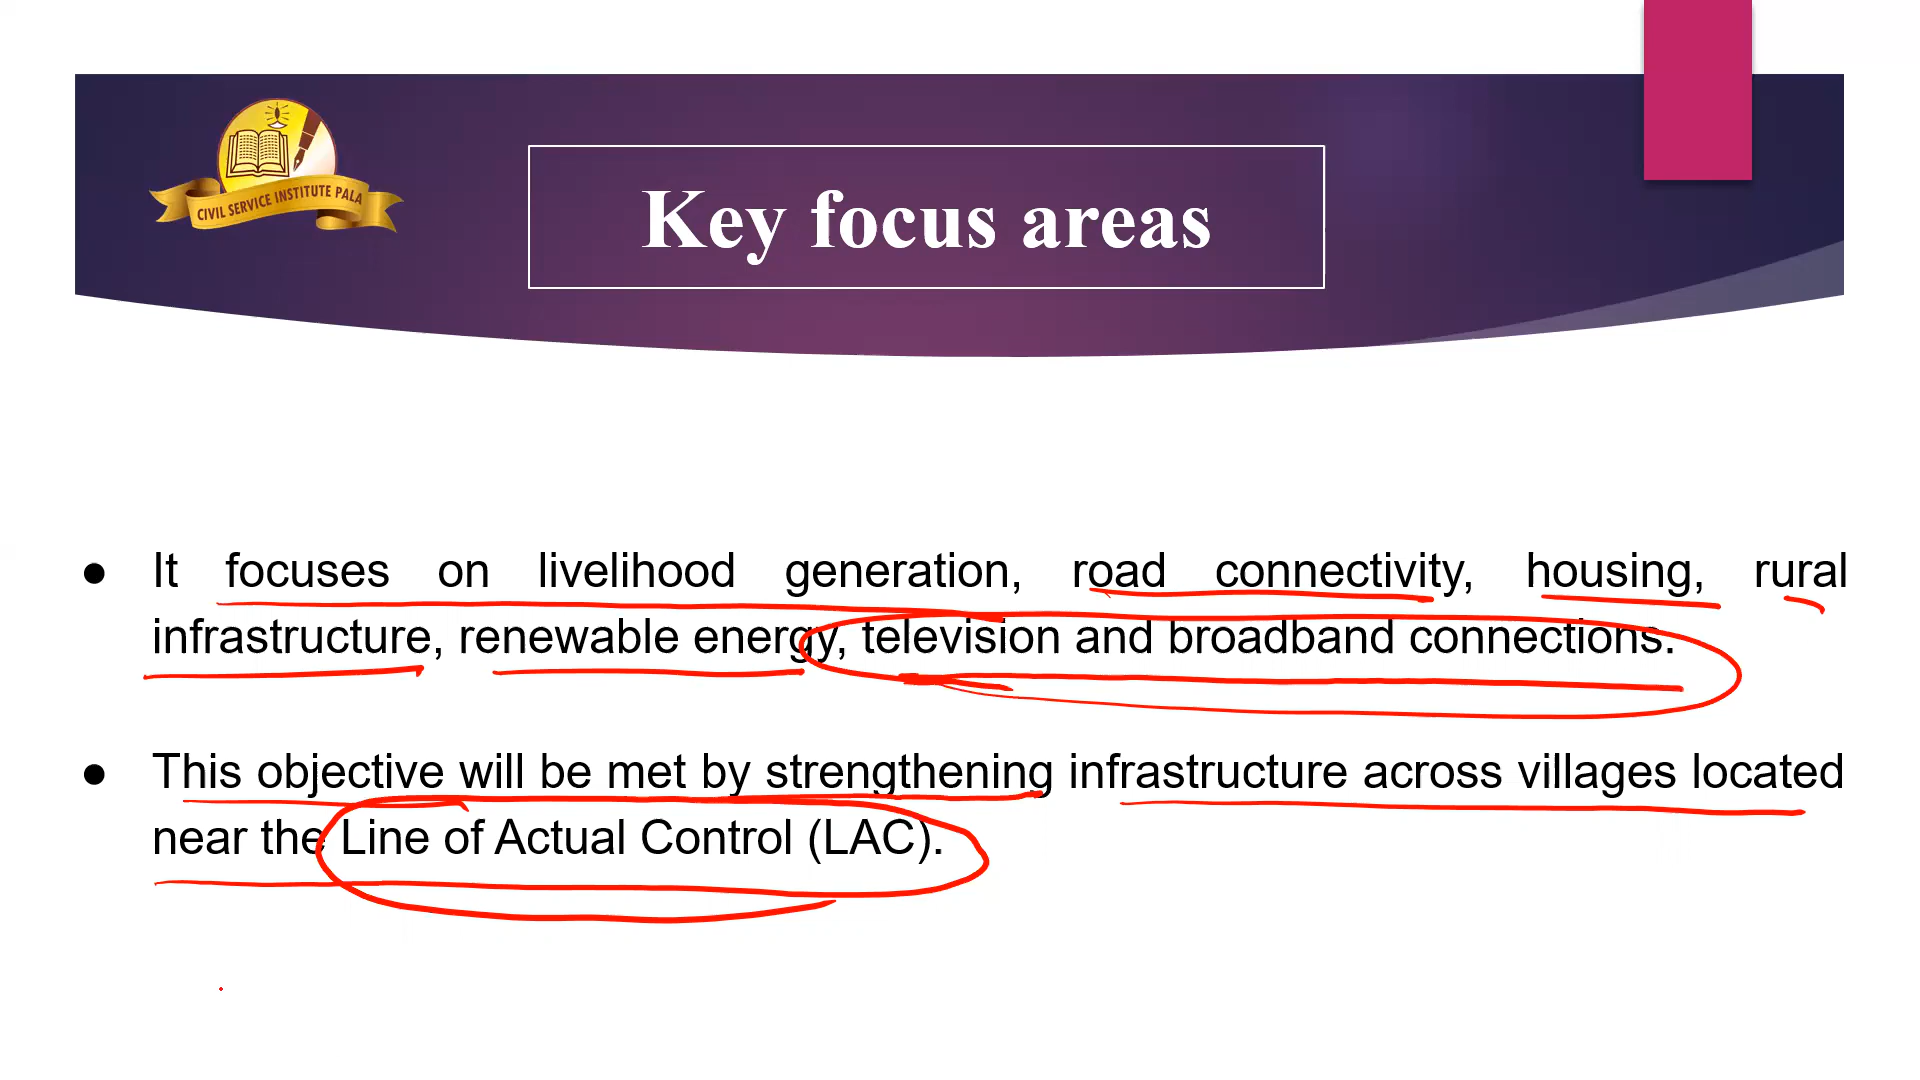 CIVIL SERVICE INSTITUTE PALA
Key focus areas
● It focuses on livelihood generation, road connectivity, housing, rural
infrastructure, renewable energy, television and broadband connections.
● This objective will be met by strengthening infrastructure across villages located
near the Line of Actual Control (LAC).